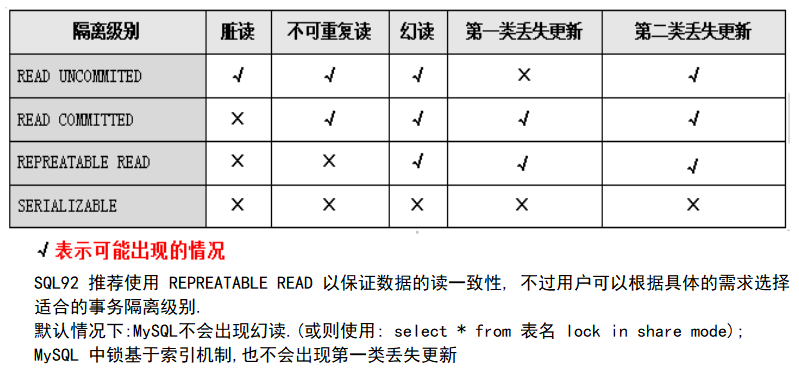 隔离级别 脏读 不可重复读 幻读 第一类丢失更新 第二类丢失更新
READ UNCOMMITED √ √ √ X √
READ COMMITTED X √ √ √ √
REPREATABLE READ X X √ √ √
SERIALIZABLE X X X X X
√ 表示可能出现的情况
SQL92 推荐使用 REPREATABLE READ 以保证数据的读一致性, 不过用户可以根据具体的需求选择
适合的事务隔离级别.
默认情况下:MySQL不会出现幻读.(或则使用: select * from 表名 lock in share mode);
MySQL 中锁基于索引机制,也不会出现第一类丢失更新